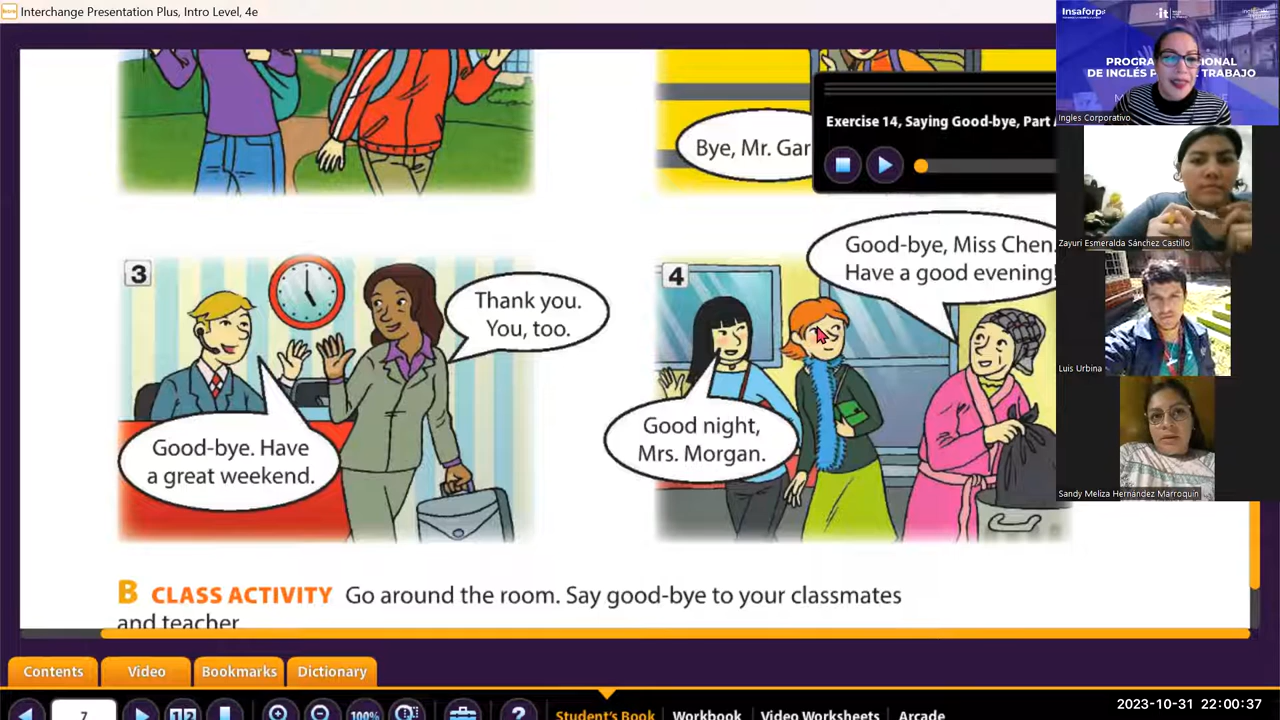 Interchange Presentation Plus, Intro Level, 4e
Insaforp
DE INGLÉS
TRABAJO
Ingles Corporativo
Exercise 14, Saying Good-bye, Part
Bye, Mr. Gar
Zayuri Esmeralda Sánchez Castillo
3
Thank you.
You, too.
Good-bye. Have
a great weekend.
4
Good-bye, Miss Chen.
Have a good evening!
Good night,
Mrs. Morgan.
Luis Urbina
Sandy Meliza Hernández Marroquin
B CLASS ACTIVITY Go around the room. Say good-bye to your classmates
and teacher
Contents
Video
Bookmarks
Dictionary
7
1 2
100%
?
Student's Book
Workbook
Video Worksheets
Arcade
2023-10-31 22:00:37